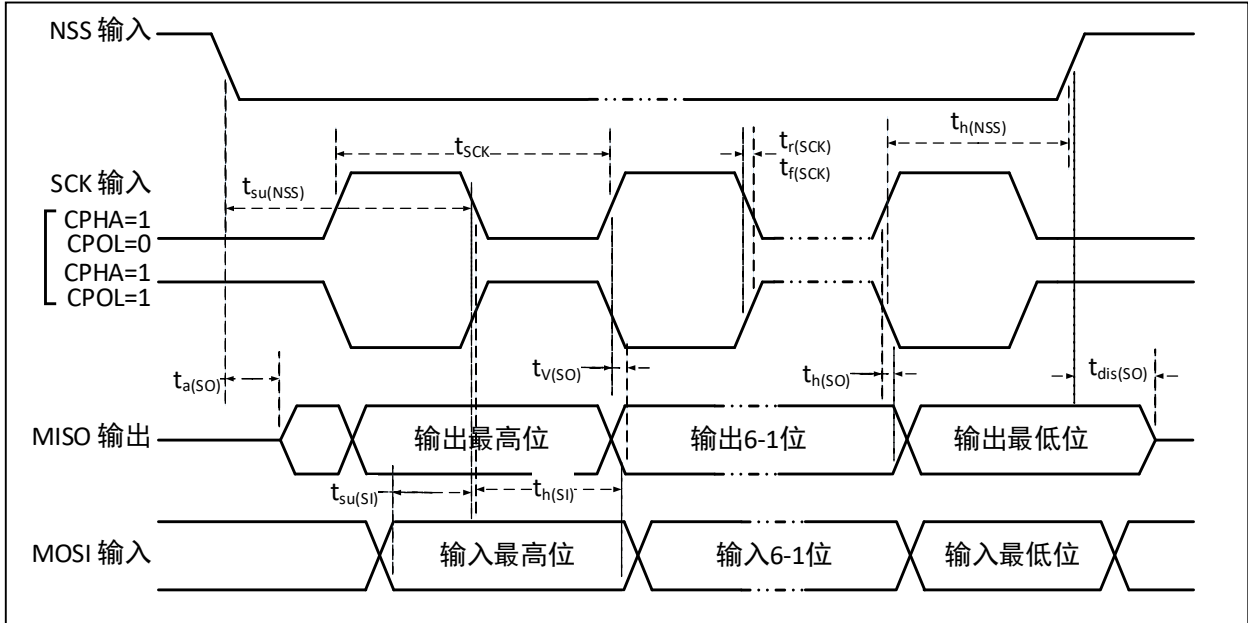 NSS 输入
t_h(NSS)
t_SCK
t_r(SCK)
t_f(SCK)
SCK 输入
t_su(NSS)
CPHA=1
CPOL=0
CPHA=1
CPOL=1
t_a(SO)
t_V(SO)
t_h(SO)
t_dis(SO)
MISO 输出
输出最高位
输出6-1位
输出最低位
t_su(SI)
t_h(SI)
MOSI 输入
输入最高位
输入6-1位
输入最低位